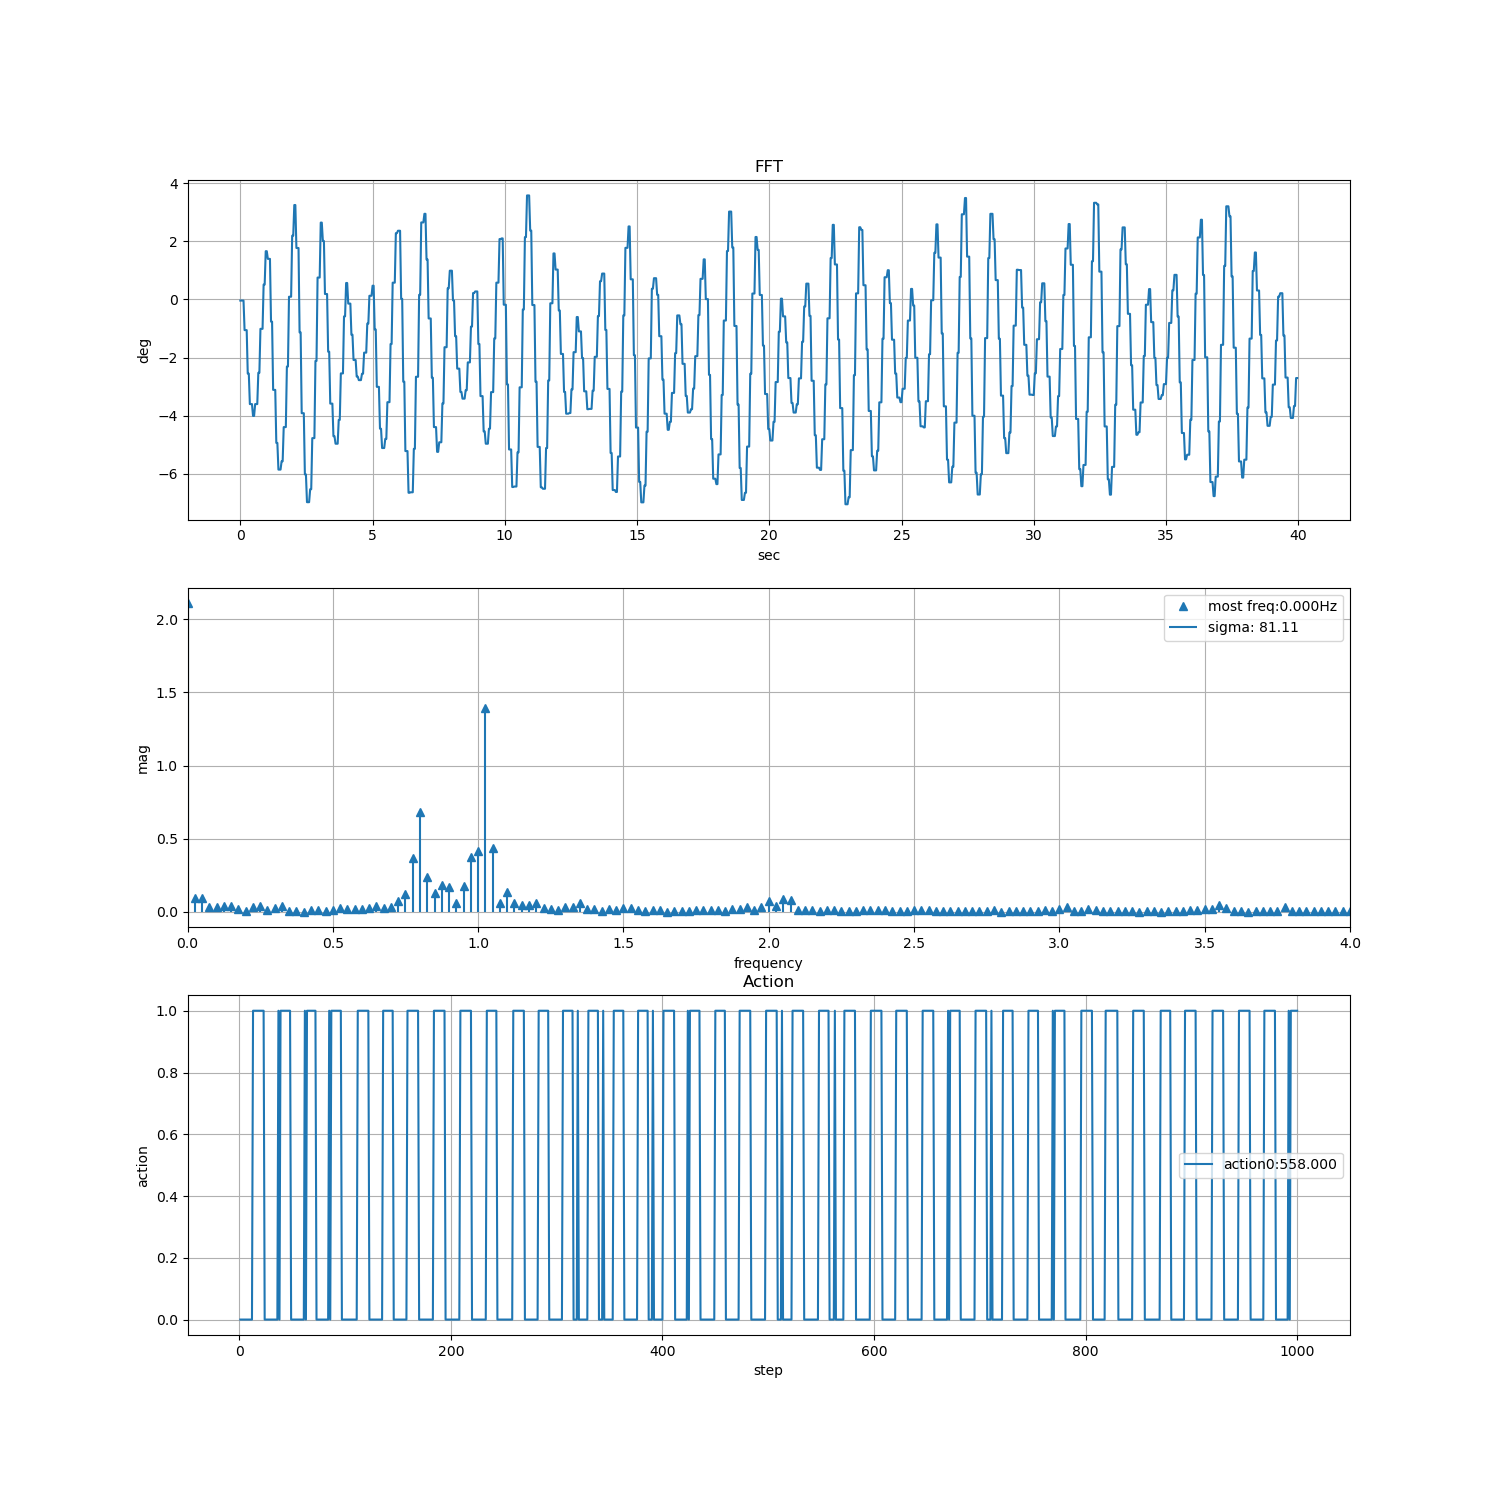 FFT
4
2
0
−2
−4
−6
deg
0 5 10 15 20 25 30 35 40
sec
2.0
1.5
1.0
0.5
0.0
mag
most freq:0.000Hz
sigma: 81.11
0.0 0.5 1.0 1.5 2.0 2.5 3.0 3.5 4.0
frequency
Action
1.0
0.8
0.6
0.4
0.2
0.0
action
action0:558.000
0 200 400 600 800 1000
step